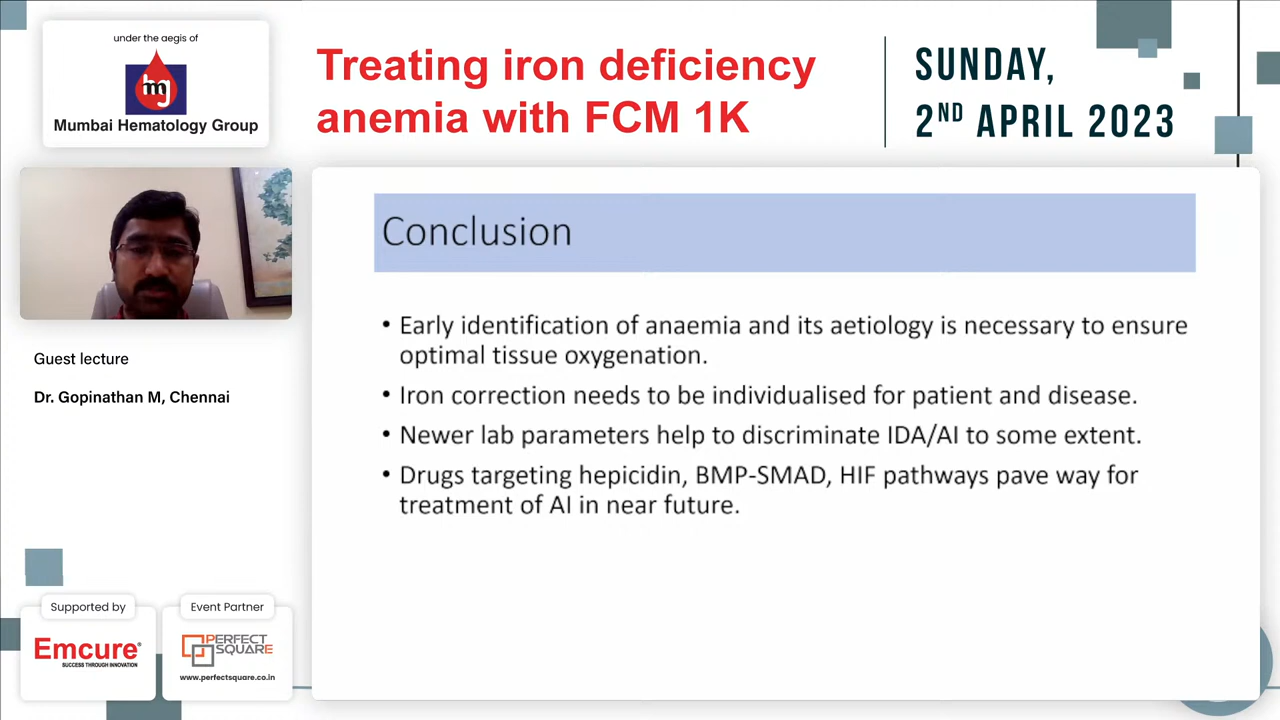 under the aegis of
mj
Mumbai Hematology Group
Treating iron deficiency
anemia with FCM 1K
SUNDAY,
2ND APRIL 2023
Guest lecture
Dr. Gopinathan M, Chennai
Conclusion
• Early identification of anaemia and its aetiology is necessary to ensure
optimal tissue oxygenation.
• Iron correction needs to be individualised for patient and disease.
• Newer lab parameters help to discriminate IDA/AI to some extent.
• Drugs targeting hepicidin, BMP-SMAD, HIF pathways pave way for
treatment of AI in near future.
Supported by
Emcure®
SUCCESS THROUGH INNOVATION
Event Partner
PERFECT
SQUARE
www.perfectsquare.co.in